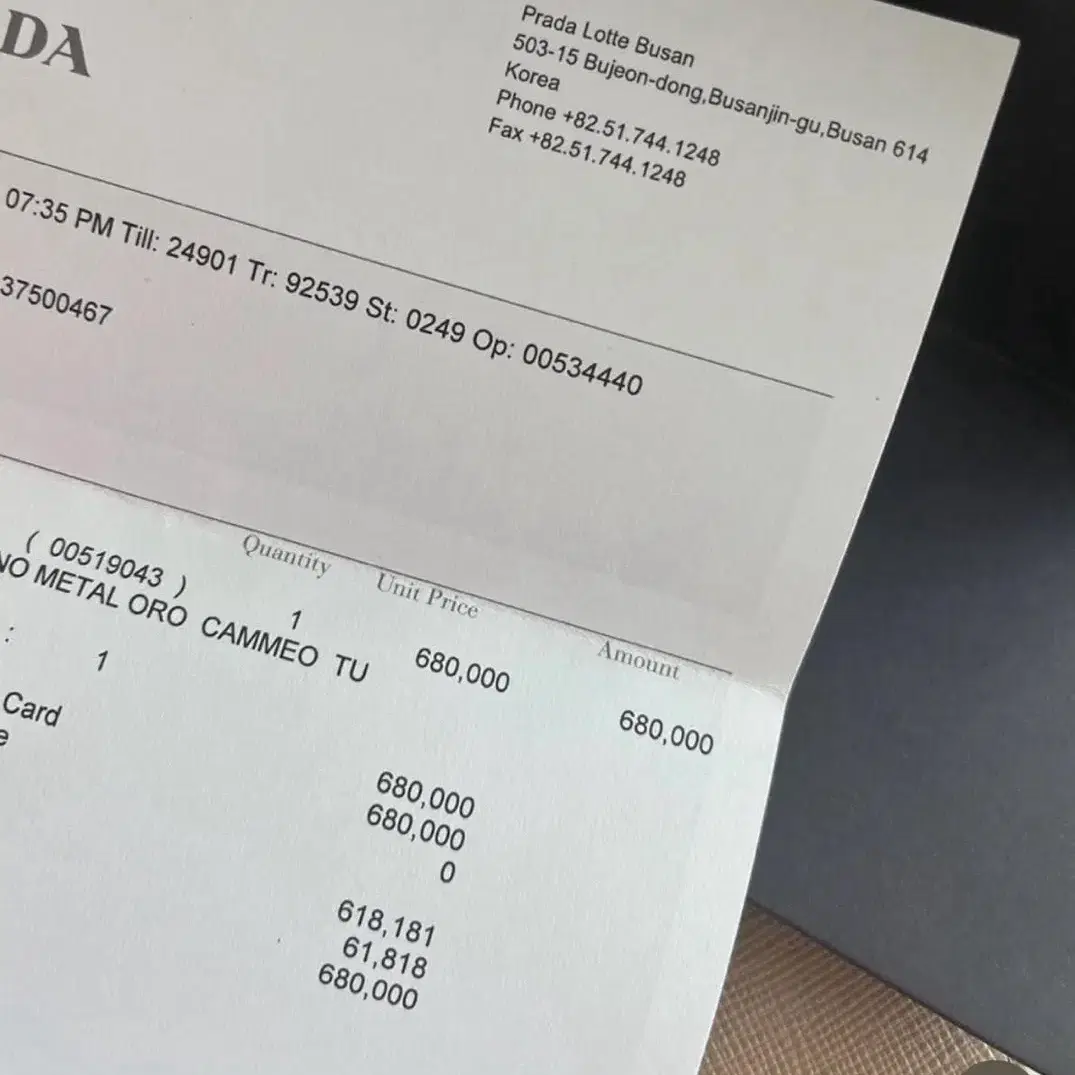 DA
Prada Lotte Busan
503-15 Bujeon-dong,Busanjin-gu,Busan 614
Korea
Phone +82.51.744.1248
Fax +82.51.744.1248
07:35 PM Till: 24901 Tr: 92539 St: 0249 Op: 00534440
37500467
Quantity Unit Price Amount
( 00519043 ) 1 680,000 680,000
NO METAL ORO CAMMEO TU
: 1
Card 680,000
e 680,000
0
618,181
61,818
680,000